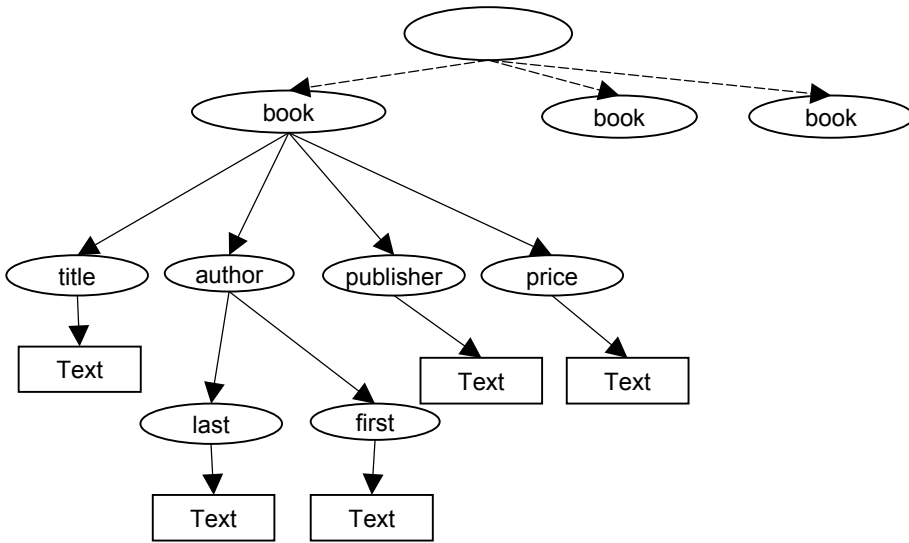 book
book
book
title
author
publisher
price
Text
Text
Text
last
first
Text
Text